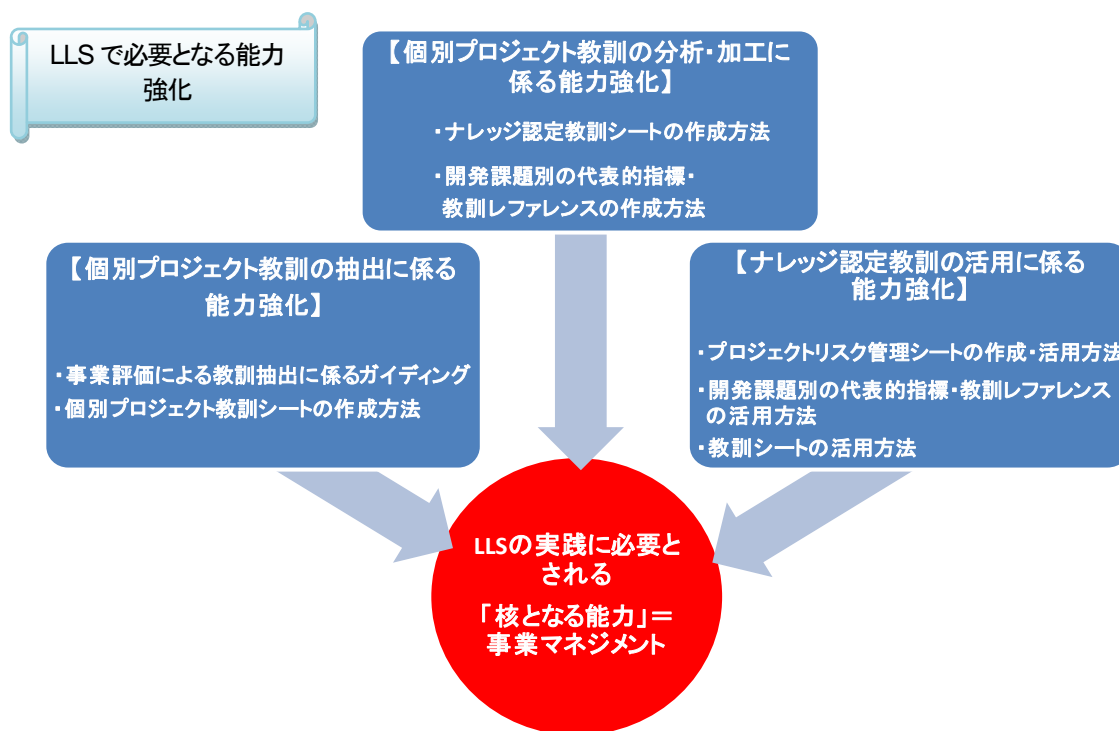 LLS で必要となる能力
強化
【個別プロジェクト教訓の分析・加工に
係る能力強化】
・ナレッジ認定教訓シートの作成方法
・開発課題別の代表的指標・
教訓レファレンスの作成方法
【個別プロジェクト教訓の抽出に係る
能力強化】
・事業評価による教訓抽出に係るガイディング
・個別プロジェクト教訓シートの作成方法
【ナレッジ認定教訓の活用に係る
能力強化】
・プロジェクトリスク管理シートの作成・活用方法
・開発課題別の代表的指標・教訓レファレンス
の活用方法
・教訓シートの活用方法
LLSの実践に必要と
される
「核となる能力」＝
事業マネジメント